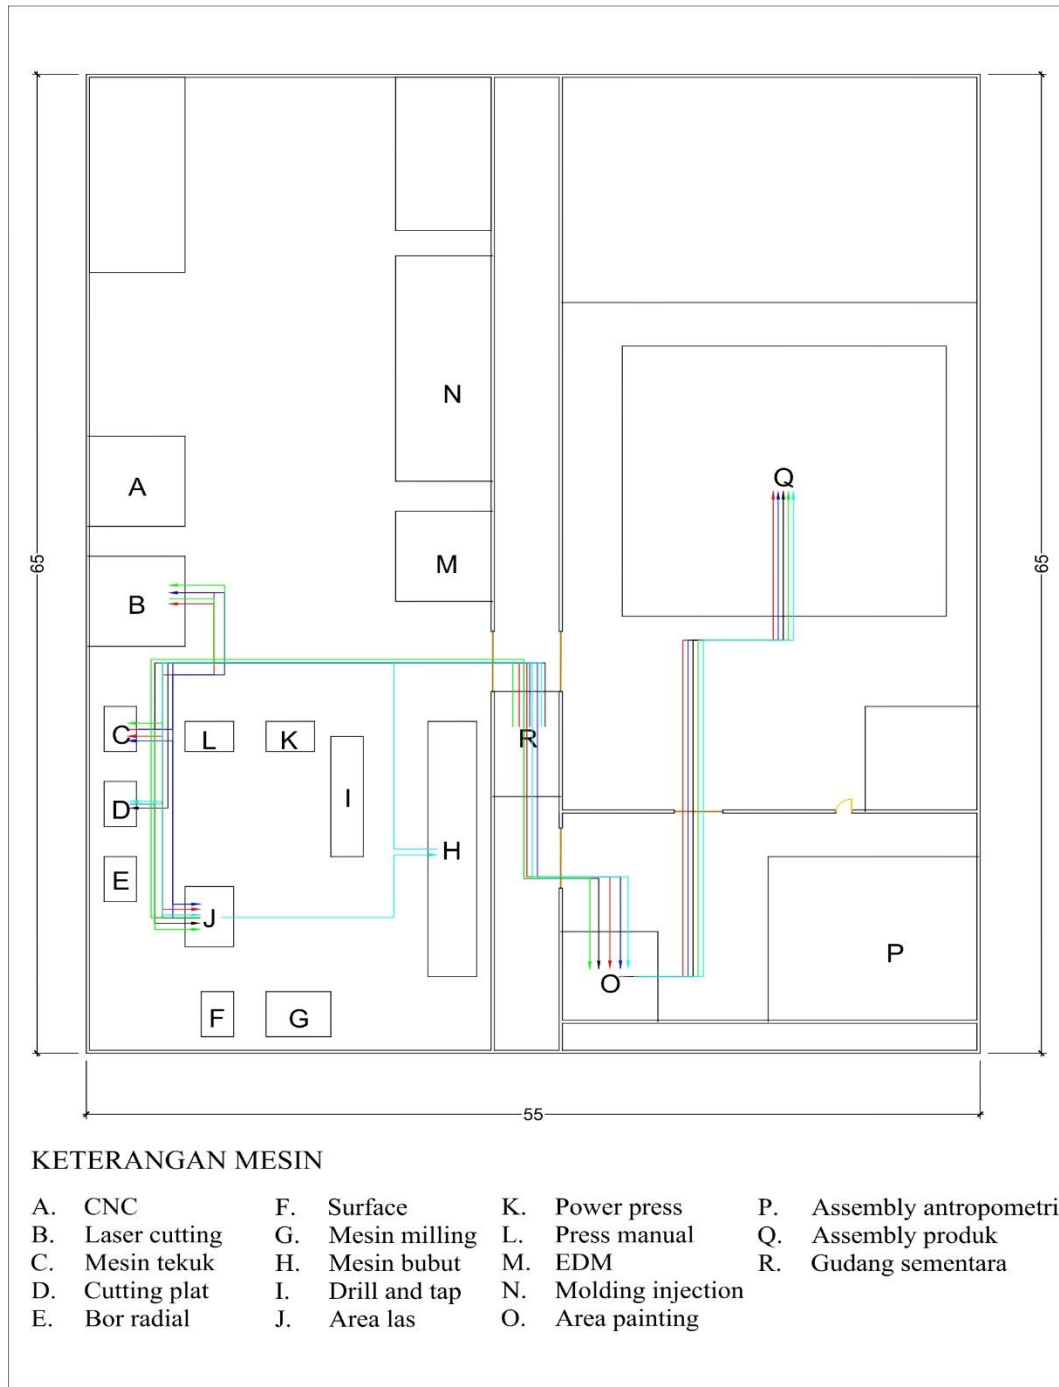 N
A
Q
M
B
65
65
C
L
K
R
I
D
H
E
J
P
O
F
G
55
KETERANGAN MESIN
A. CNC
B. Laser cutting
C. Mesin tekuk
D. Cutting plat
E. Bor radial
F. Surface
G. Mesin milling
H. Mesin bubut
I. Drill and tap
J. Area las
K. Power press
L. Press manual
M. EDM
N. Molding injection
O. Area painting
P. Assembly antropometri
Q. Assembly produk
R. Gudang sementara